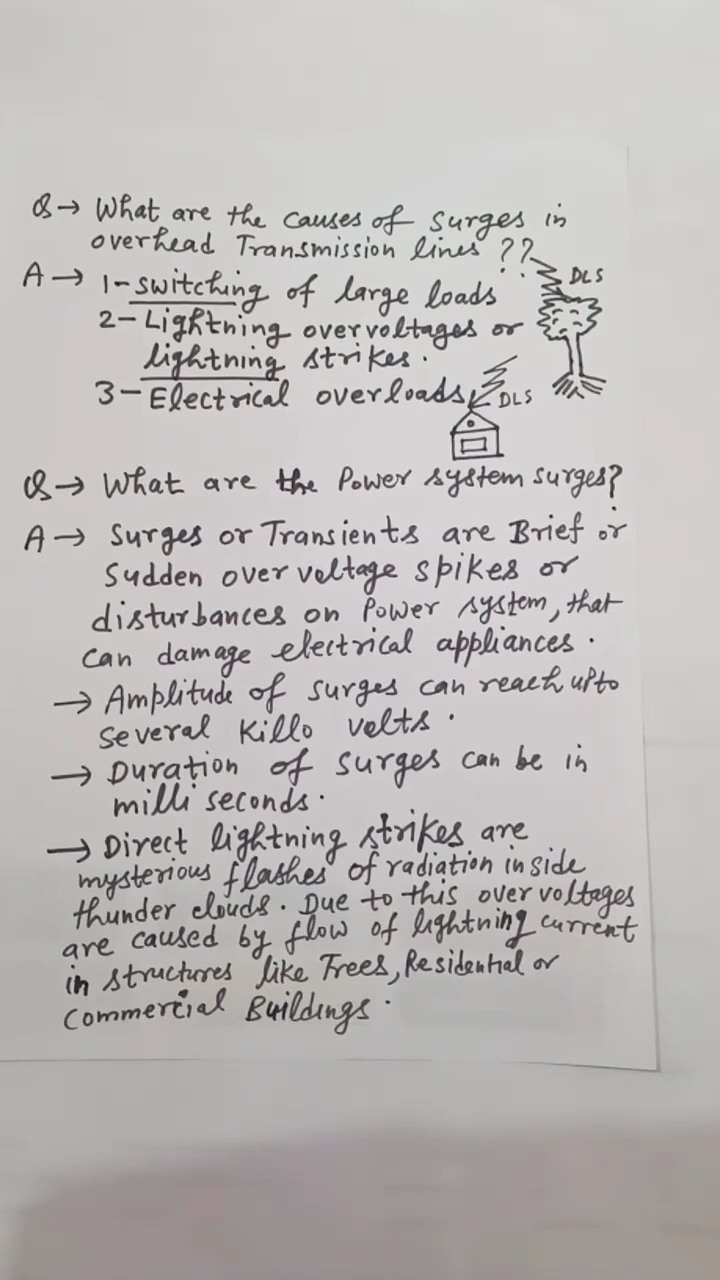 Q → What are the causes of surges in
overhead Transmission lines ??
A → 1- switching of large loads
DLS
2- Lightning overvoltages or
lightning strikes.
3- Electrical overloads
DLS
Q → What are the Power system surges?
A → Surges or Transients are Brief or
Sudden over voltage spikes or
disturbances on Power system, that
can damage electrical appliances.
→ Amplitude of surges can reach upto
several Killo volts.
→ Duration of surges can be in
milli seconds.
→ Direct lightning strikes are
mysterious flashes of radiation inside
thunder clouds. Due to this over voltages
are caused by flow of lightning current
in structures like Trees, Residential or
Commercial Buildings.